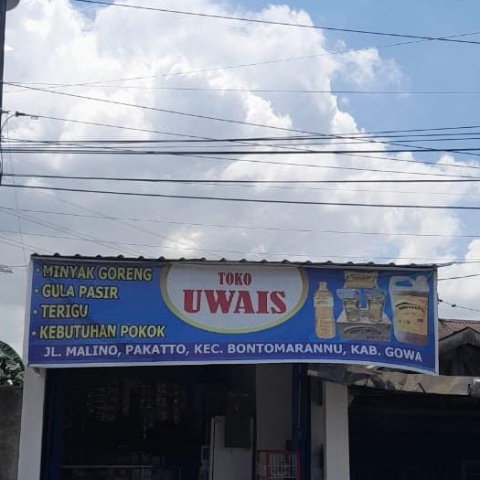 • MINYAK GORENG
• GULA PASIR
• TERIGU
• KEBUTUHAN POKOK
TOKO
UWAIS
JL. MALINO, PAKATTO, KEC. BONTOMARANNU, KAB. GOWA